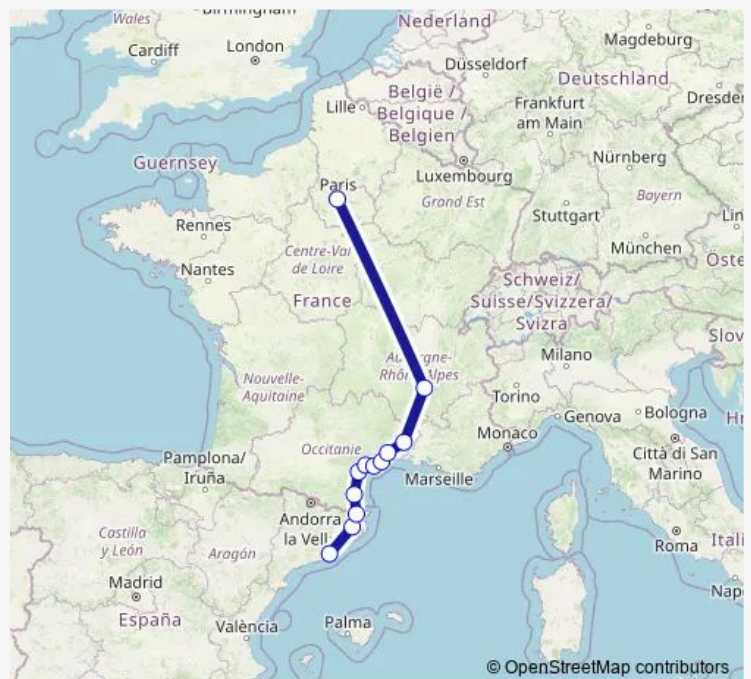 Wales
Birmingham
Nederland
Magdeburg
Cardiff
London
Düsseldorf
Deutschland
Lille
België /
Belgique /
Belgien
Frankfurt
am Main
Guernsey
Luxembourg
Nürnberg
Paris
Grand Est
Bayern
Rennes
Stuttgart
Centre-Val
de Loire
München
Nantes
France
Schweiz/
Suisse/Svizzera/
Svizra
Milano
Nouvelle-
Aquitaine
Torino
Genova
Bologna
Monaco
Occitanie
Città di San
Marino
Pamplona/
Iruña
Marseille
Andorra
la Vell
Castilla
y León
Aragón
Roma
Madrid
España
València
Palma
© OpenStreetMap contributors